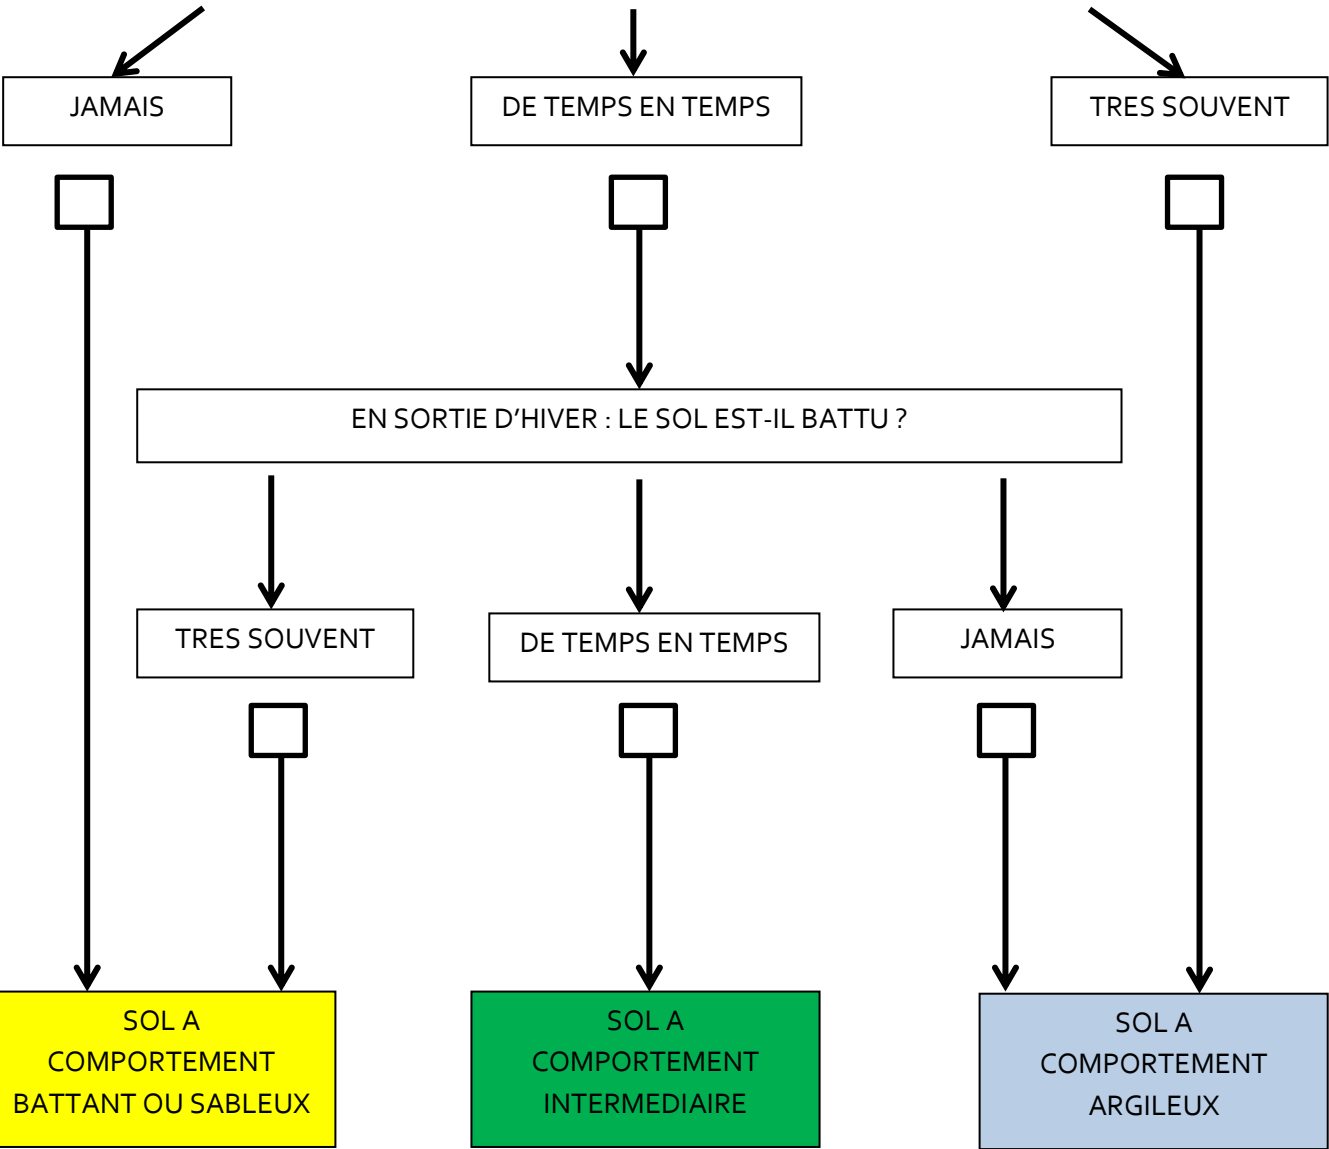 JAMAIS
DE TEMPS EN TEMPS
TRES SOUVENT
EN SORTIE D’HIVER : LE SOL EST-IL BATTU ?
TRES SOUVENT
DE TEMPS EN TEMPS
JAMAIS
SOL A
COMPORTEMENT
BATTANT OU SABLEUX
SOL A
COMPORTEMENT
INTERMEDIAIRE
SOL A
COMPORTEMENT
ARGILEUX